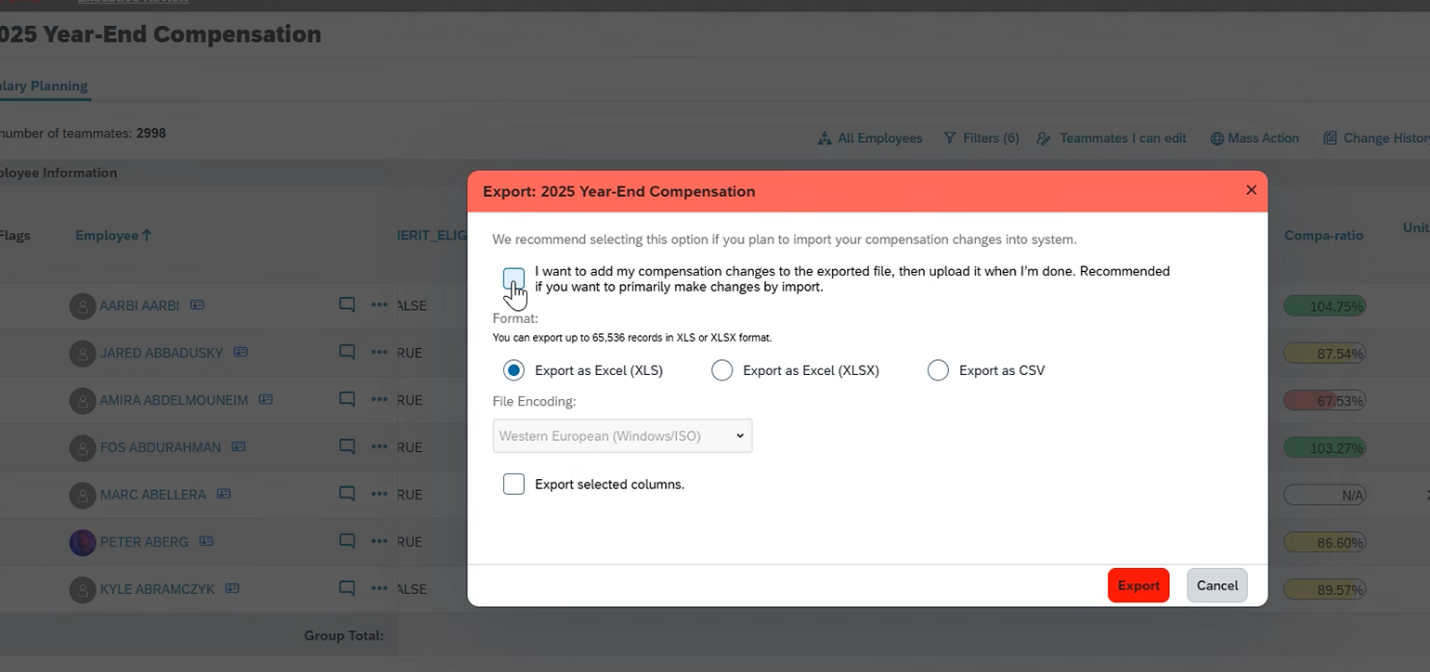 Executive Review
025 Year-End Compensation
alary Planning
number of teammates: 2998
All Employees Filters (6) Teammates I can edit Mass Action Change History
ployee Information
Export: 2025 Year-End Compensation
Flags Employee ERIT_ELIG Compa-ratio Unit
We recommend selecting this option if you plan to import your compensation changes into system.
I want to add my compensation changes to the exported file, then upload it when I'm done. Recommended
if you want to primarily make changes by import.
AARBI AARBI ALSE 104.75%
Format:
You can export up to 65,536 records in XLS or XLSX format.
JARED ABBADUSKY RUE 87.54%
Export as Excel (XLS) Export as Excel (XLSX) Export as CSV
AMIRA ABDELMOUNEIM RUE 67.53%
File Encoding:
Western European (Windows/ISO)
FOS ABDURAHMAN RUE 103.27%
Export selected columns.
MARC ABELLERA RUE N/A
PETER ABERG RUE 86.60%
KYLE ABRAMCZYK ALSE 89.57%
Export Cancel
Group Total: